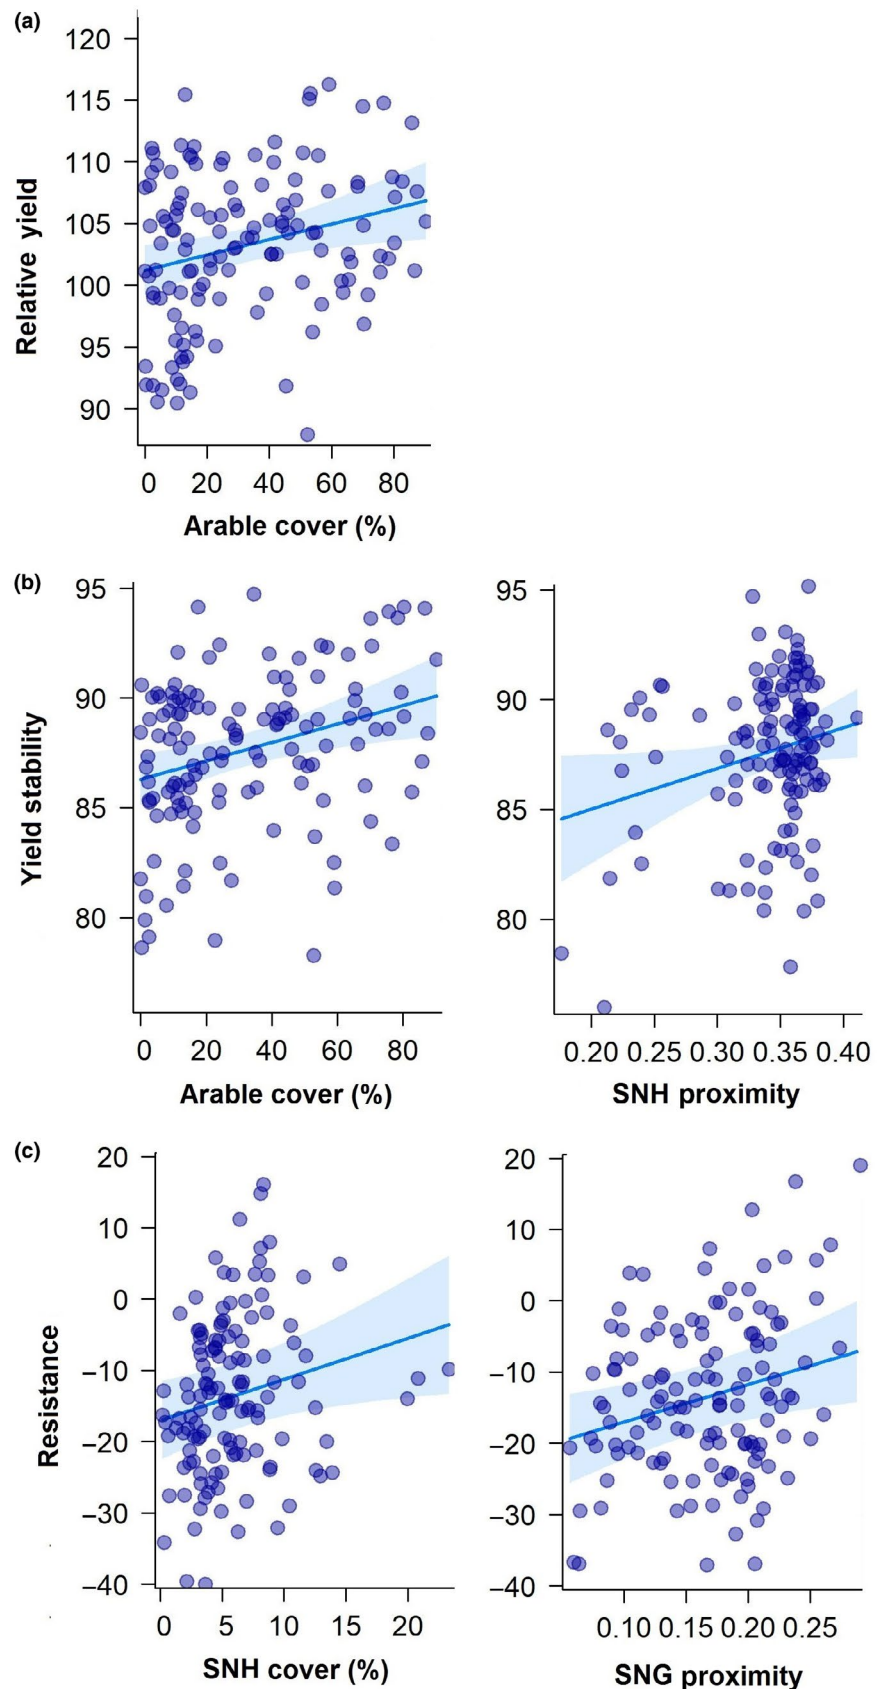 (a)
120
115
110
105
100
95
90
Relative yield
0 20 40 60 80
Arable cover (%)
(b)
95
90
85
80
Yield stability
0 20 40 60 80
Arable cover (%)
95
90
85
80
0.20 0.25 0.30 0.35 0.40
SNH proximity
(c)
20
10
0
–10
–20
–30
–40
Resistance
0 5 10 15 20
SNH cover (%)
20
10
0
–10
–20
–30
–40
0.10 0.15 0.20 0.25
SNG proximity